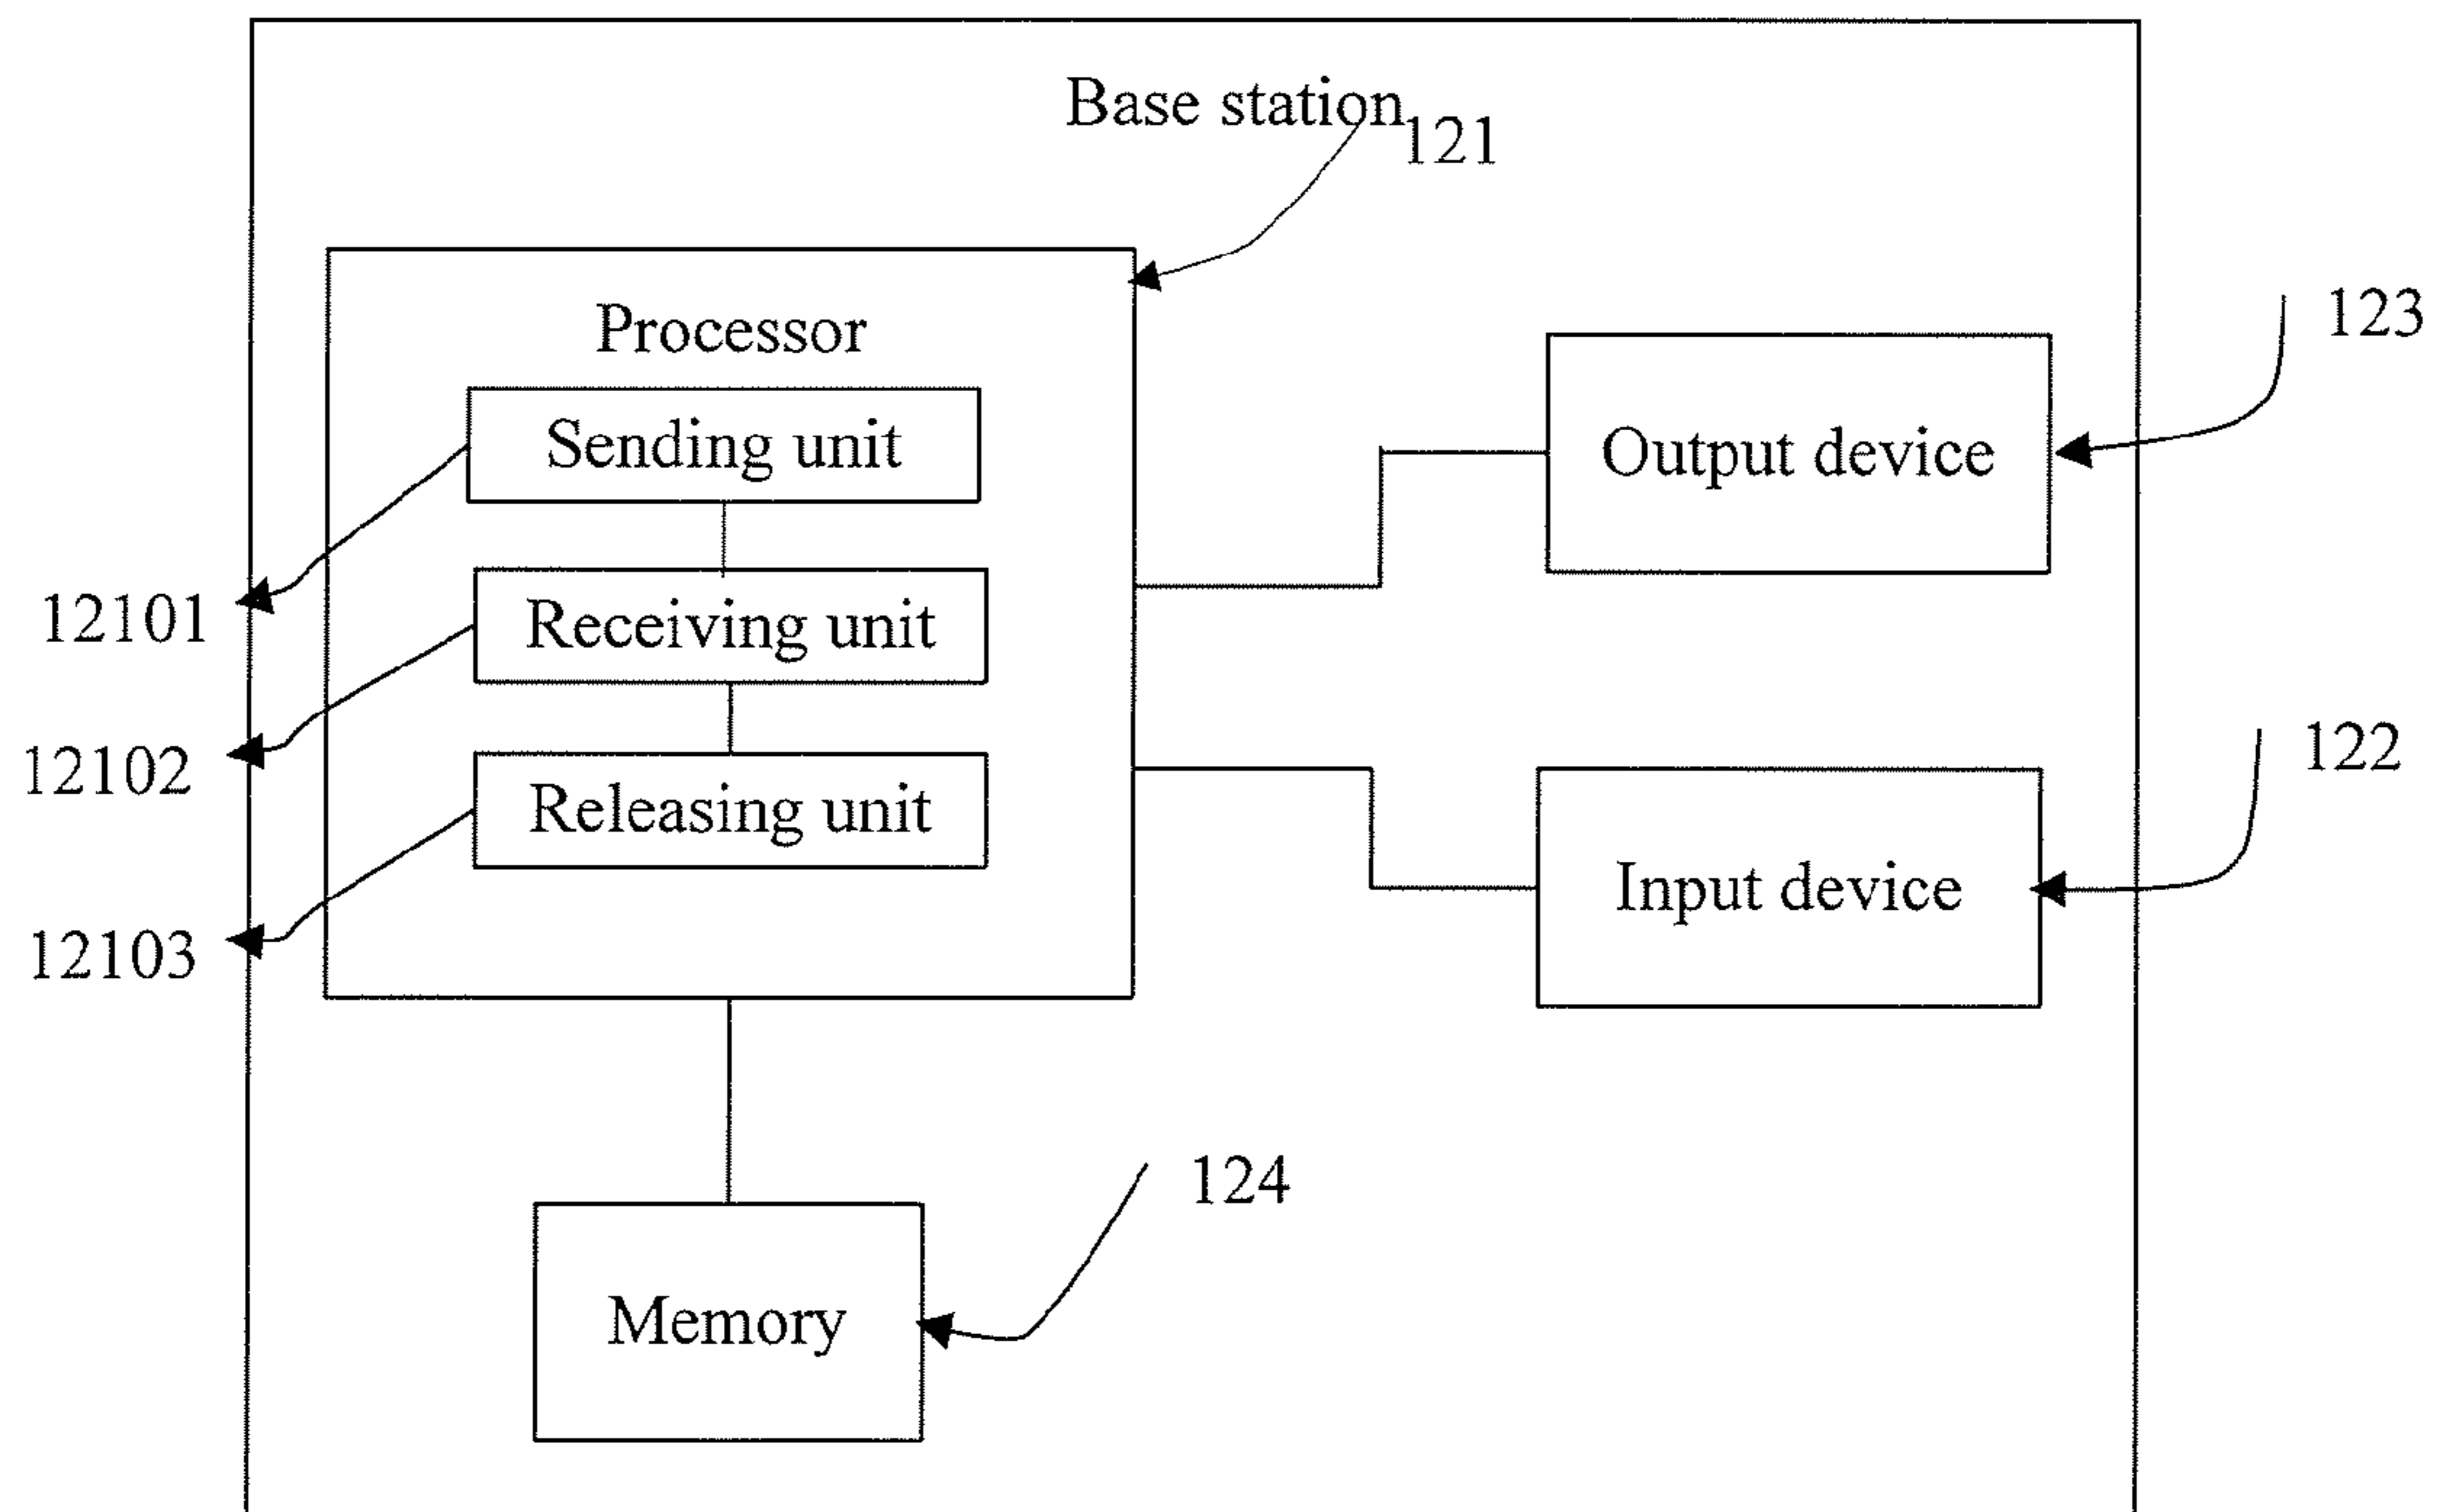 Base station
121
Processor
123
Sending unit
Output device
12101
Receiving unit
122
12102
Releasing unit
Input device
12103
124
Memory